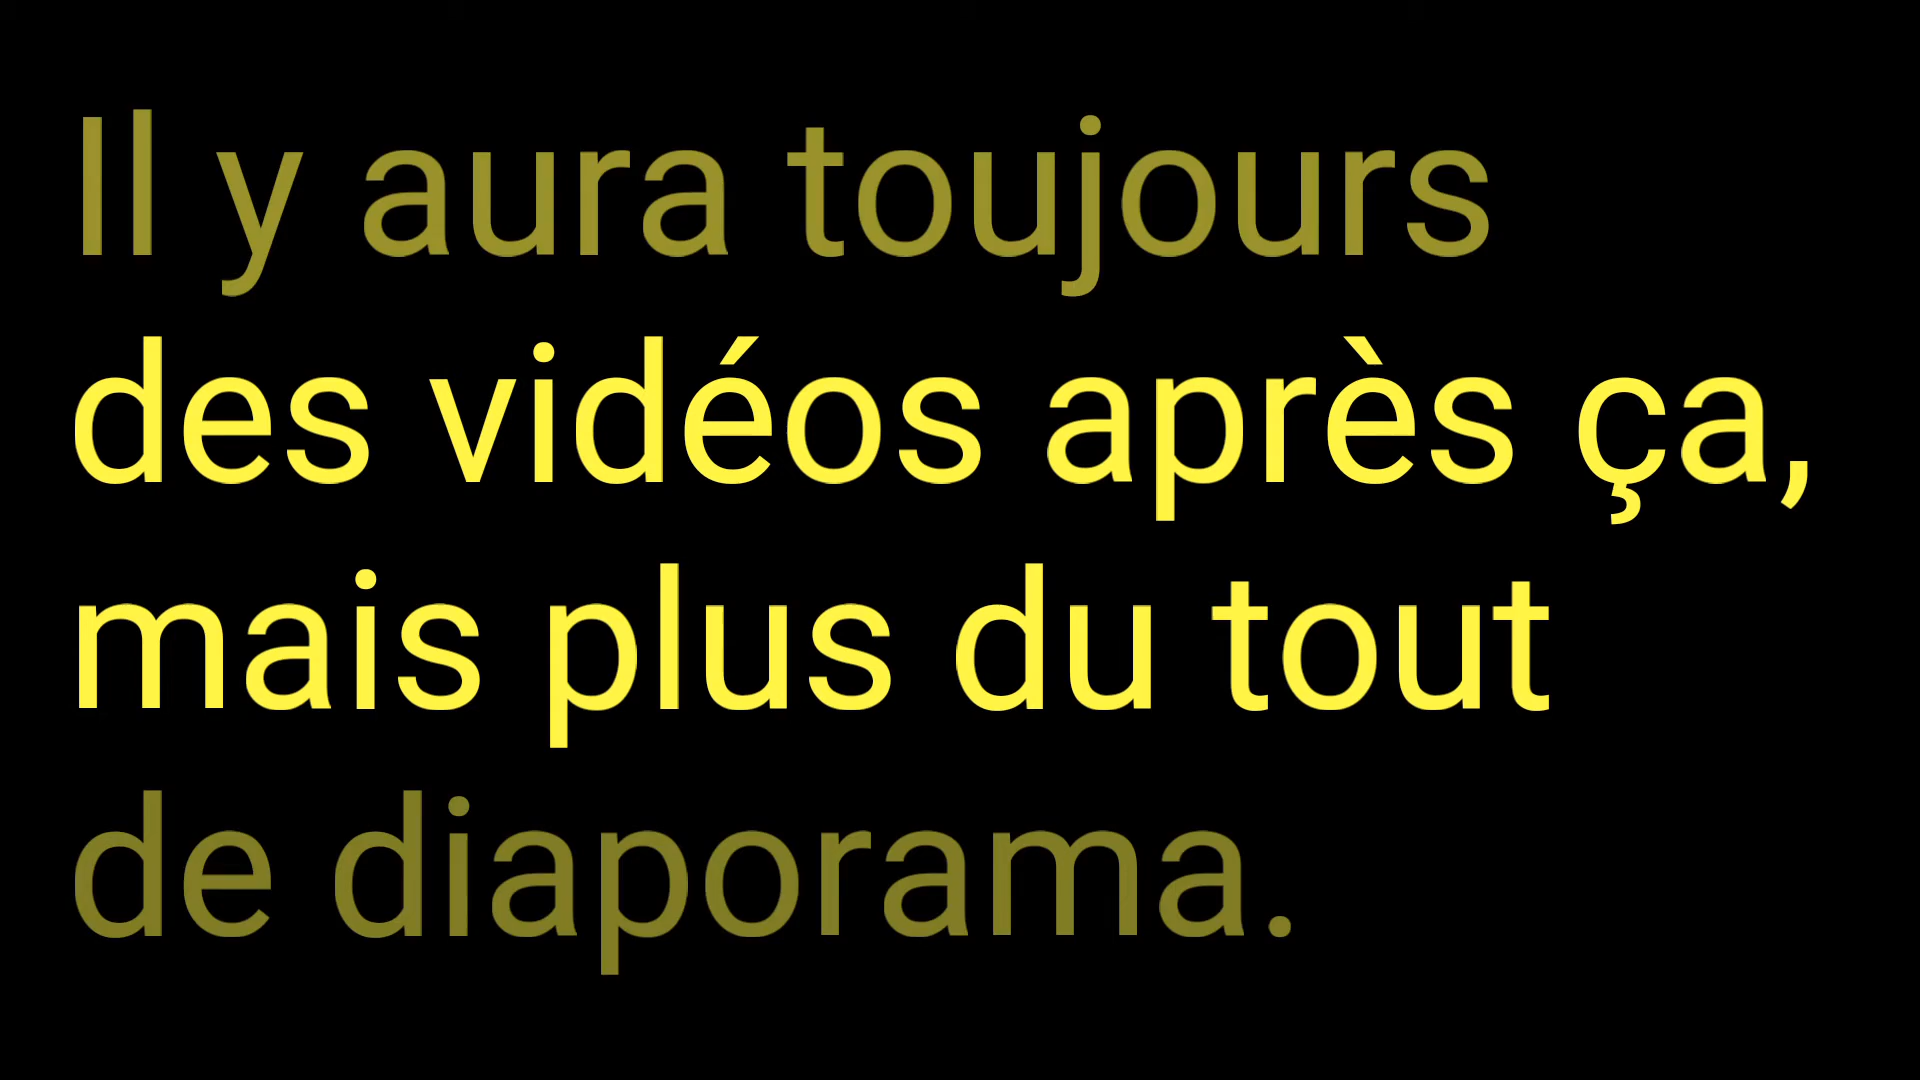 Il y aura toujours
des vidéos après ça,
mais plus du tout
de diaporama.